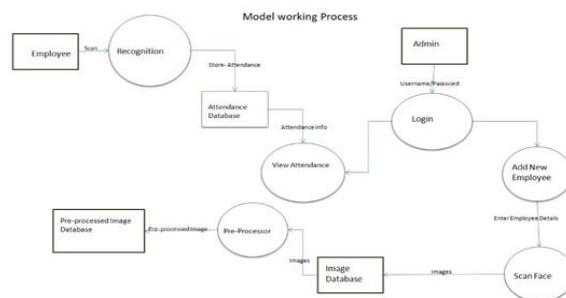 Model working Process
Employee
Scan
Recognition
Store- Attendance
Attendance
Database
Attendance Info
View Attendance
Admin
Username/Password
Login
Add New
Employee
Enter Employee Details
Scan Face
Images
Image
Database
Images
Pre-Processor
Pre-processed Image
Pre-processed Image
Database